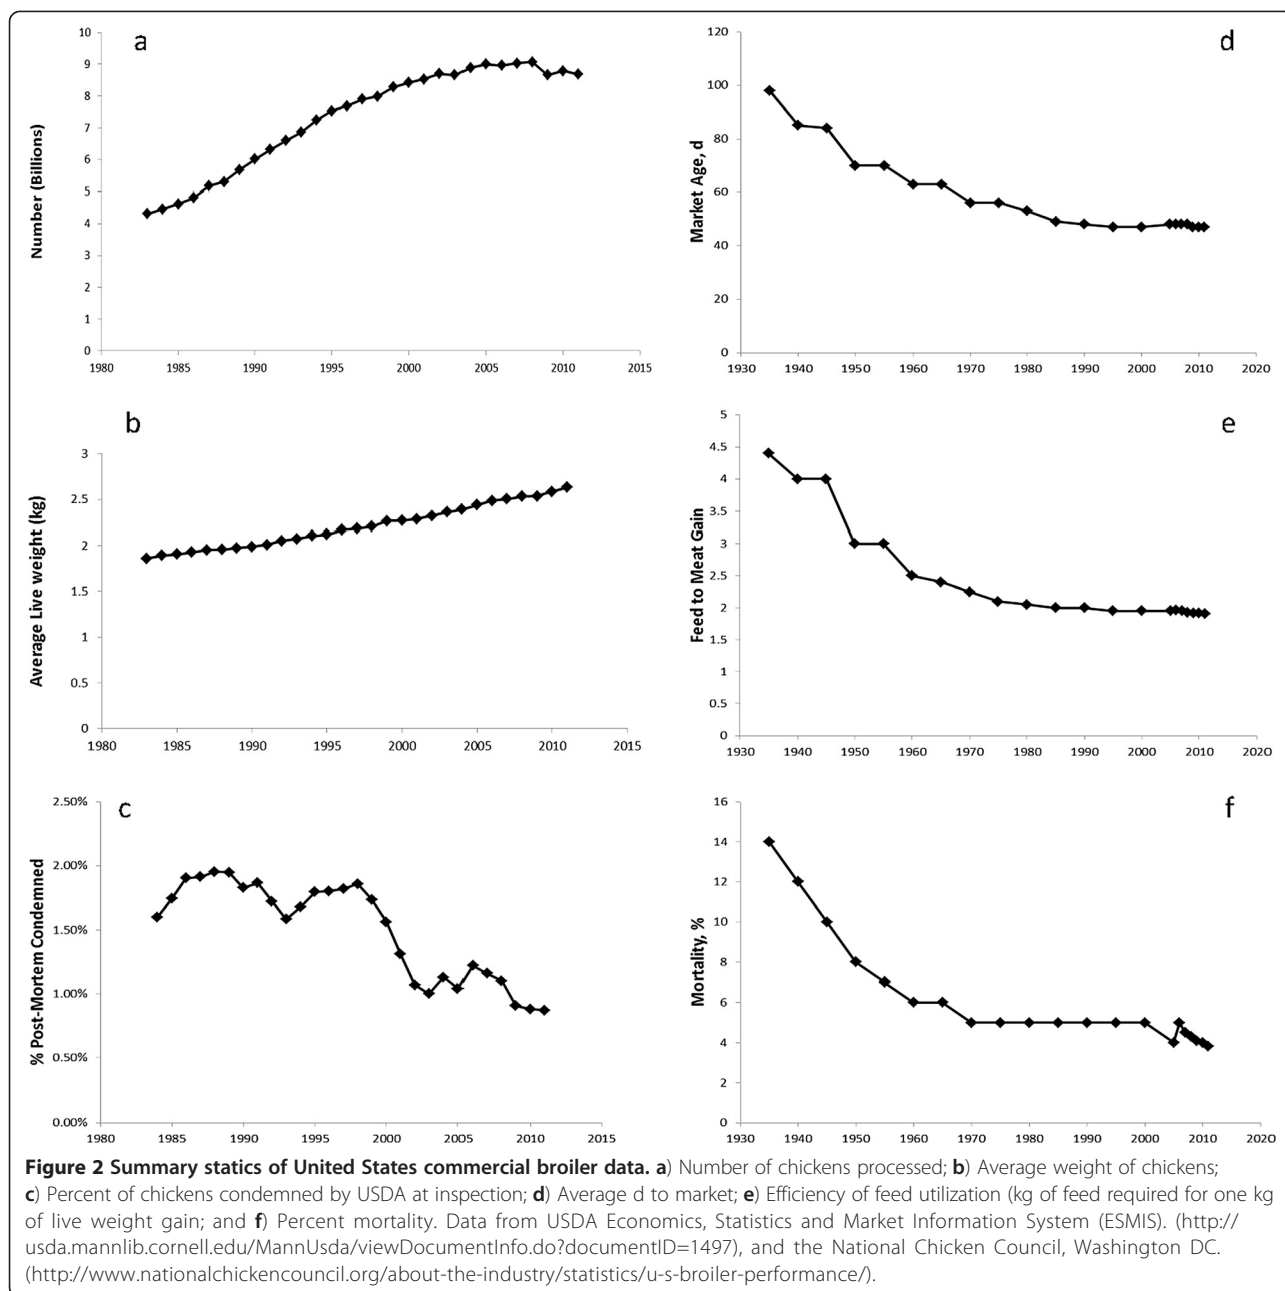 a
10
9
8
7
6
5
4
3
2
1
0
Number (Billions)
1980 1985 1990 1995 2000 2005 2010 2015
d
120
100
80
60
40
20
0
Market Age, d
1930 1940 1950 1960 1970 1980 1990 2000 2010 2020
b
3
2.5
2
1.5
1
0.5
0
Average Live weight (kg)
1980 1985 1990 1995 2000 2005 2010 2015
e
5
4.5
4
3.5
3
2.5
2
1.5
1
0.5
0
Feed to Meat Gain
1930 1940 1950 1960 1970 1980 1990 2000 2010 2020
c
2.50%
2.00%
1.50%
1.00%
0.50%
0.00%
% Post-Mortem Condemned
1980 1985 1990 1995 2000 2005 2010 2015
f
16
14
12
10
8
6
4
2
0
Mortality, %
1930 1940 1950 1960 1970 1980 1990 2000 2010 2020
Figure 2 Summary statics of United States commercial broiler data. a) Number of chickens processed; b) Average weight of chickens;
c) Percent of chickens condemned by USDA at inspection; d) Average d to market; e) Efficiency of feed utilization (kg of feed required for one kg
of live weight gain; and f) Percent mortality. Data from USDA Economics, Statistics and Market Information System (ESMIS). (http://
usda.mannlib.cornell.edu/MannUsda/viewDocumentInfo.do?documentID=1497), and the National Chicken Council, Washington DC.
(http://www.nationalchickencouncil.org/about-the-industry/statistics/u-s-broiler-performance/).